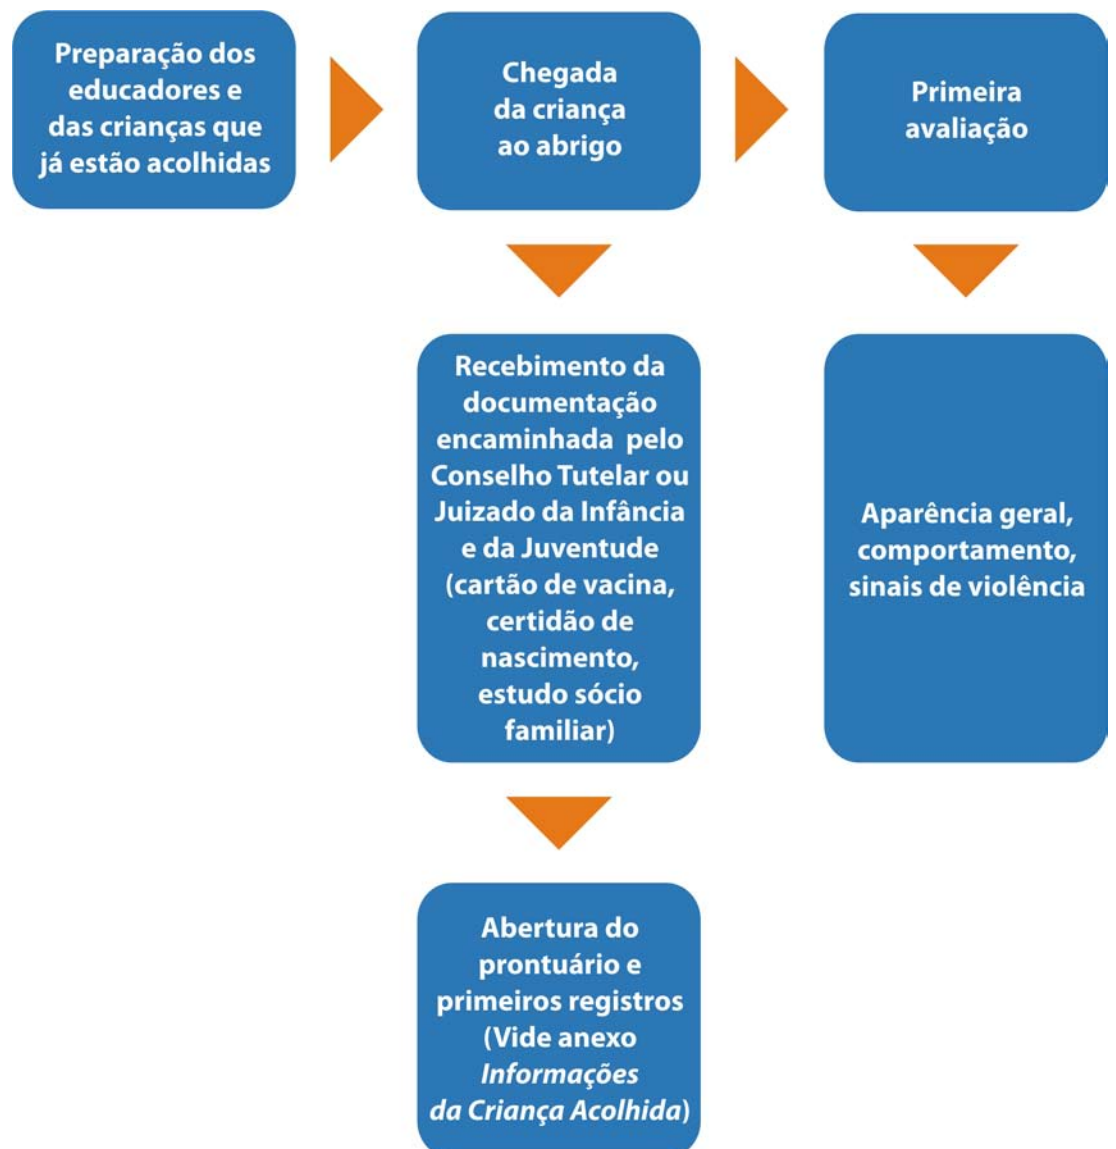 Preparação dos
educadores e
das crianças que
já estão acolhidas
Chegada
da criança
ao abrigo
Primeira
avaliação
Recebimento da
documentação
encaminhada pelo
Conselho Tutelar ou
Juizado da Infância
e da Juventude
(cartão de vacina,
certidão de
nascimento,
estudo sócio
familiar)
Aparência geral,
comportamento,
sinais de violência
Abertura do
prontuário e
primeiros registros
(Vide anexo
Informações
da Criança Acolhida)